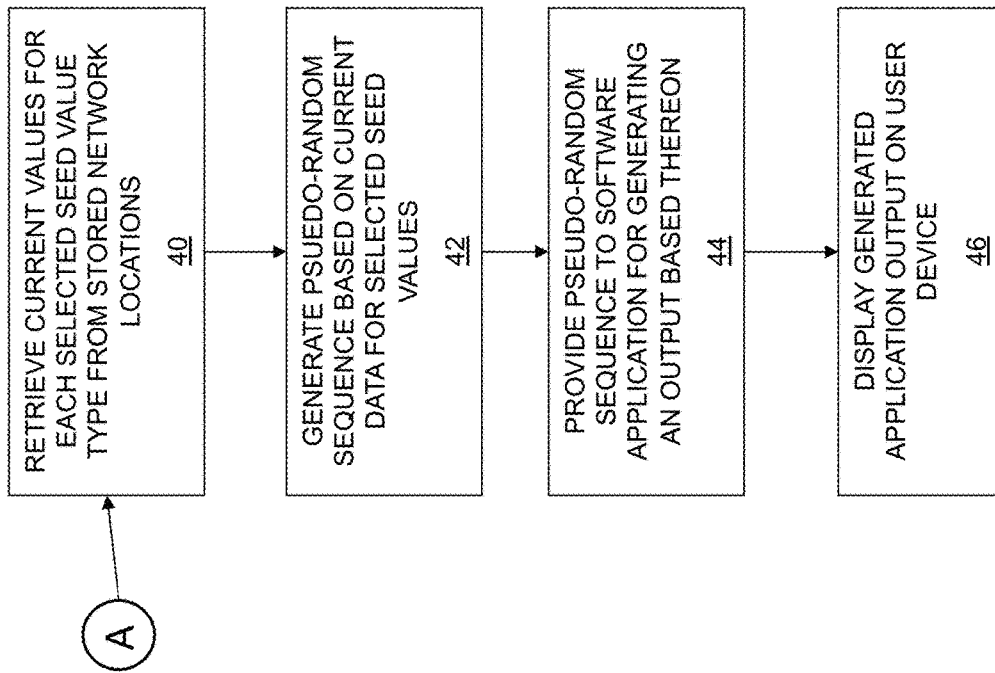 A
RETRIEVE CURRENT VALUES FOR
EACH SELECTED SEED VALUE
TYPE FROM STORED NETWORK
LOCATIONS
40
GENERATE PSUEDO-RANDOM
SEQUENCE BASED ON CURRENT
DATA FOR SELECTED SEED
VALUES
42
PROVIDE PSEUDO-RANDOM
SEQUENCE TO SOFTWARE
APPLICATION FOR GENERATING
AN OUTPUT BASED THEREON
44
DISPLAY GENERATED
APPLICATION OUTPUT ON USER
DEVICE
46